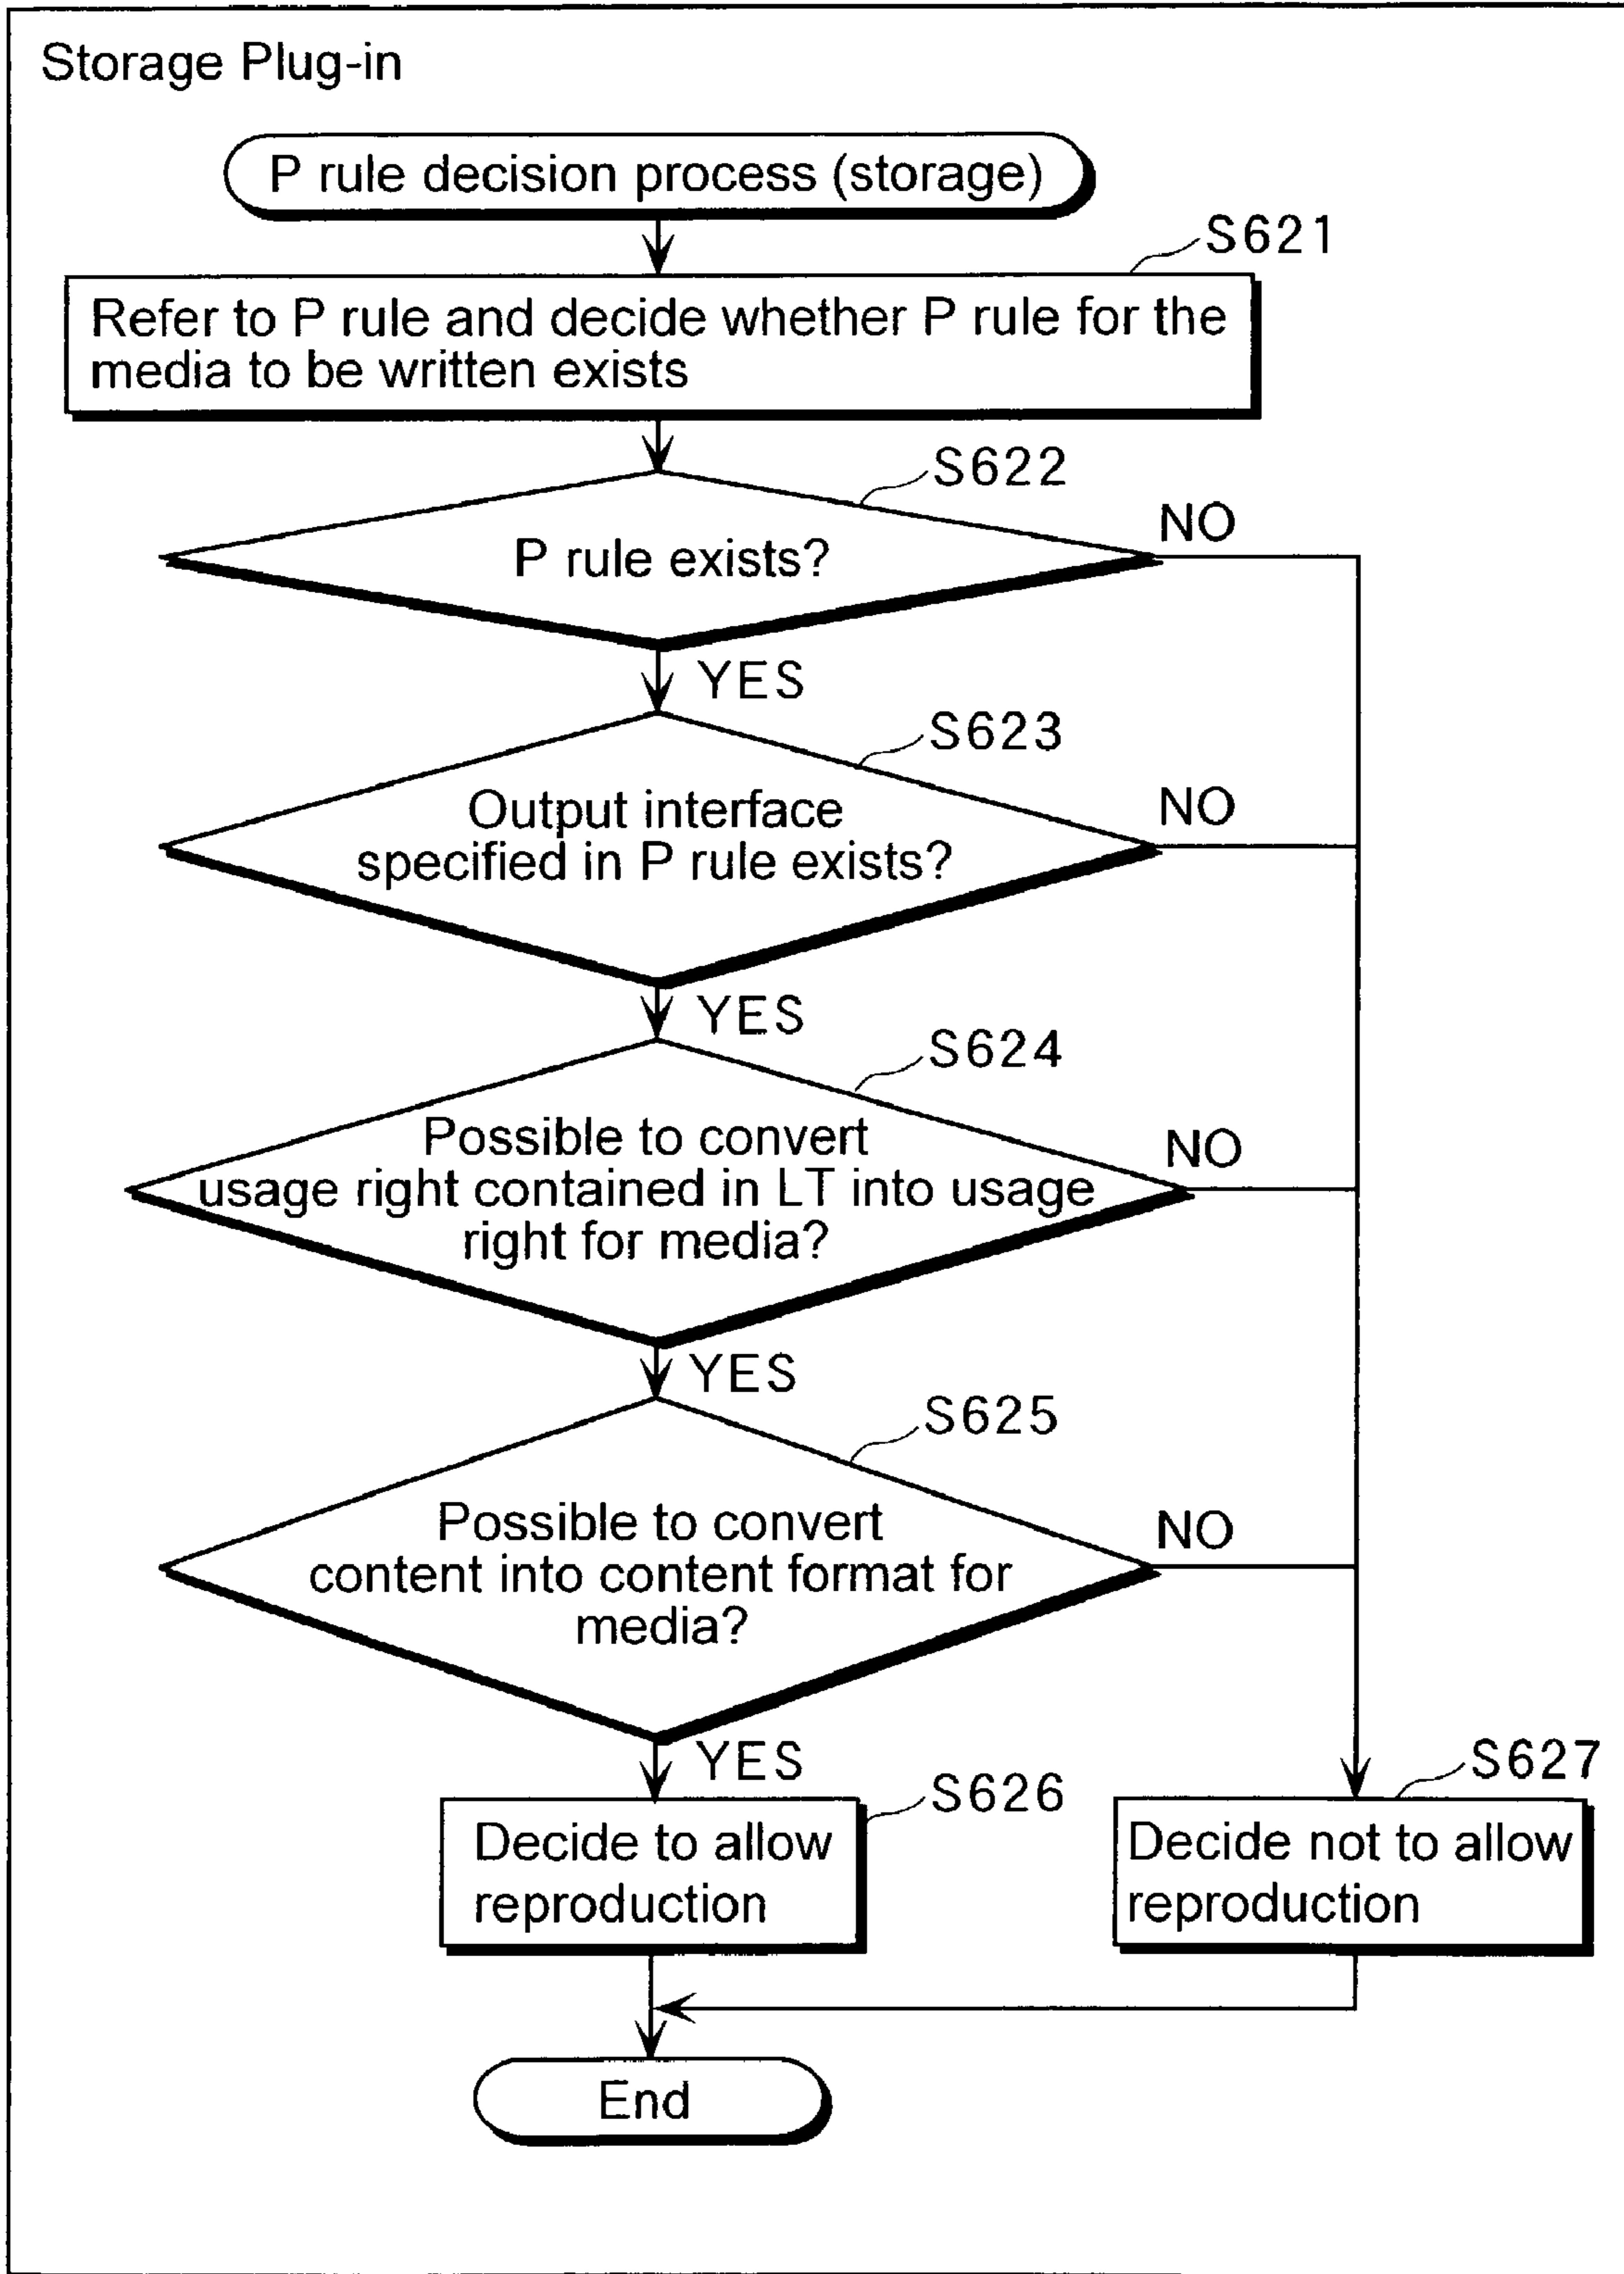 Storage Plug-in
P rule decision process (storage)
S621
Refer to P rule and decide whether P rule for the
media to be written exists
S622
P rule exists?
NO
YES
S623
Output interface
specified in P rule exists?
NO
YES
S624
Possible to convert
usage right contained in LT into usage
right for media?
NO
YES
S625
Possible to convert
content into content format for
media?
NO
YES
S626
Decide to allow
reproduction
S627
Decide not to allow
reproduction
End